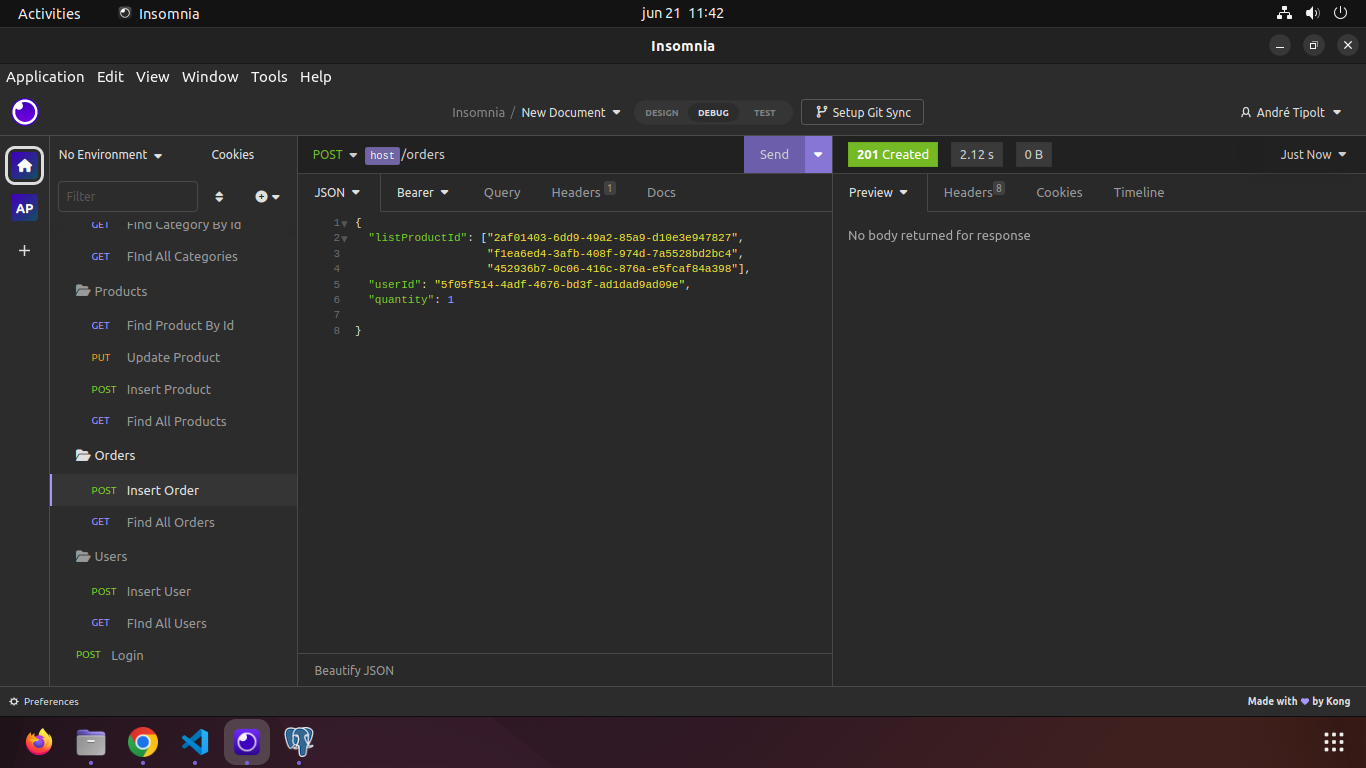 Activities Insomnia jun 21 11:42
Insomnia
Application Edit View Window Tools Help
Insomnia / New Document DESIGN DEBUG TEST Setup Git Sync André Tipolt
No Environment Cookies
POST host /orders Send
201 Created 2.12 s 0 B Just Now
Filter
JSON Bearer Query Headers 1 Docs
Preview Headers 8 Cookies Timeline
GET Find Category By Id
GET FInd All Categories
Products
GET Find Product By Id
PUT Update Product
POST Insert Product
GET Find All Products
Orders
POST Insert Order
GET Find All Orders
Users
POST Insert User
GET FInd All Users
POST Login
1 {
2 "listProductId": ["2af01403-6dd9-49a2-85a9-d10e3e947827",
3 "f1ea6ed4-3afb-408f-974d-7a5528bd2bc4",
4 "452936b7-0c06-416c-876a-e5fcaf84a398"],
5 "userId": "5f05f514-4adf-4676-bd3f-ad1dad9ad09e",
6 "quantity": 1
7
8 }
No body returned for response
Beautify JSON
Preferences
Made with by Kong
AP